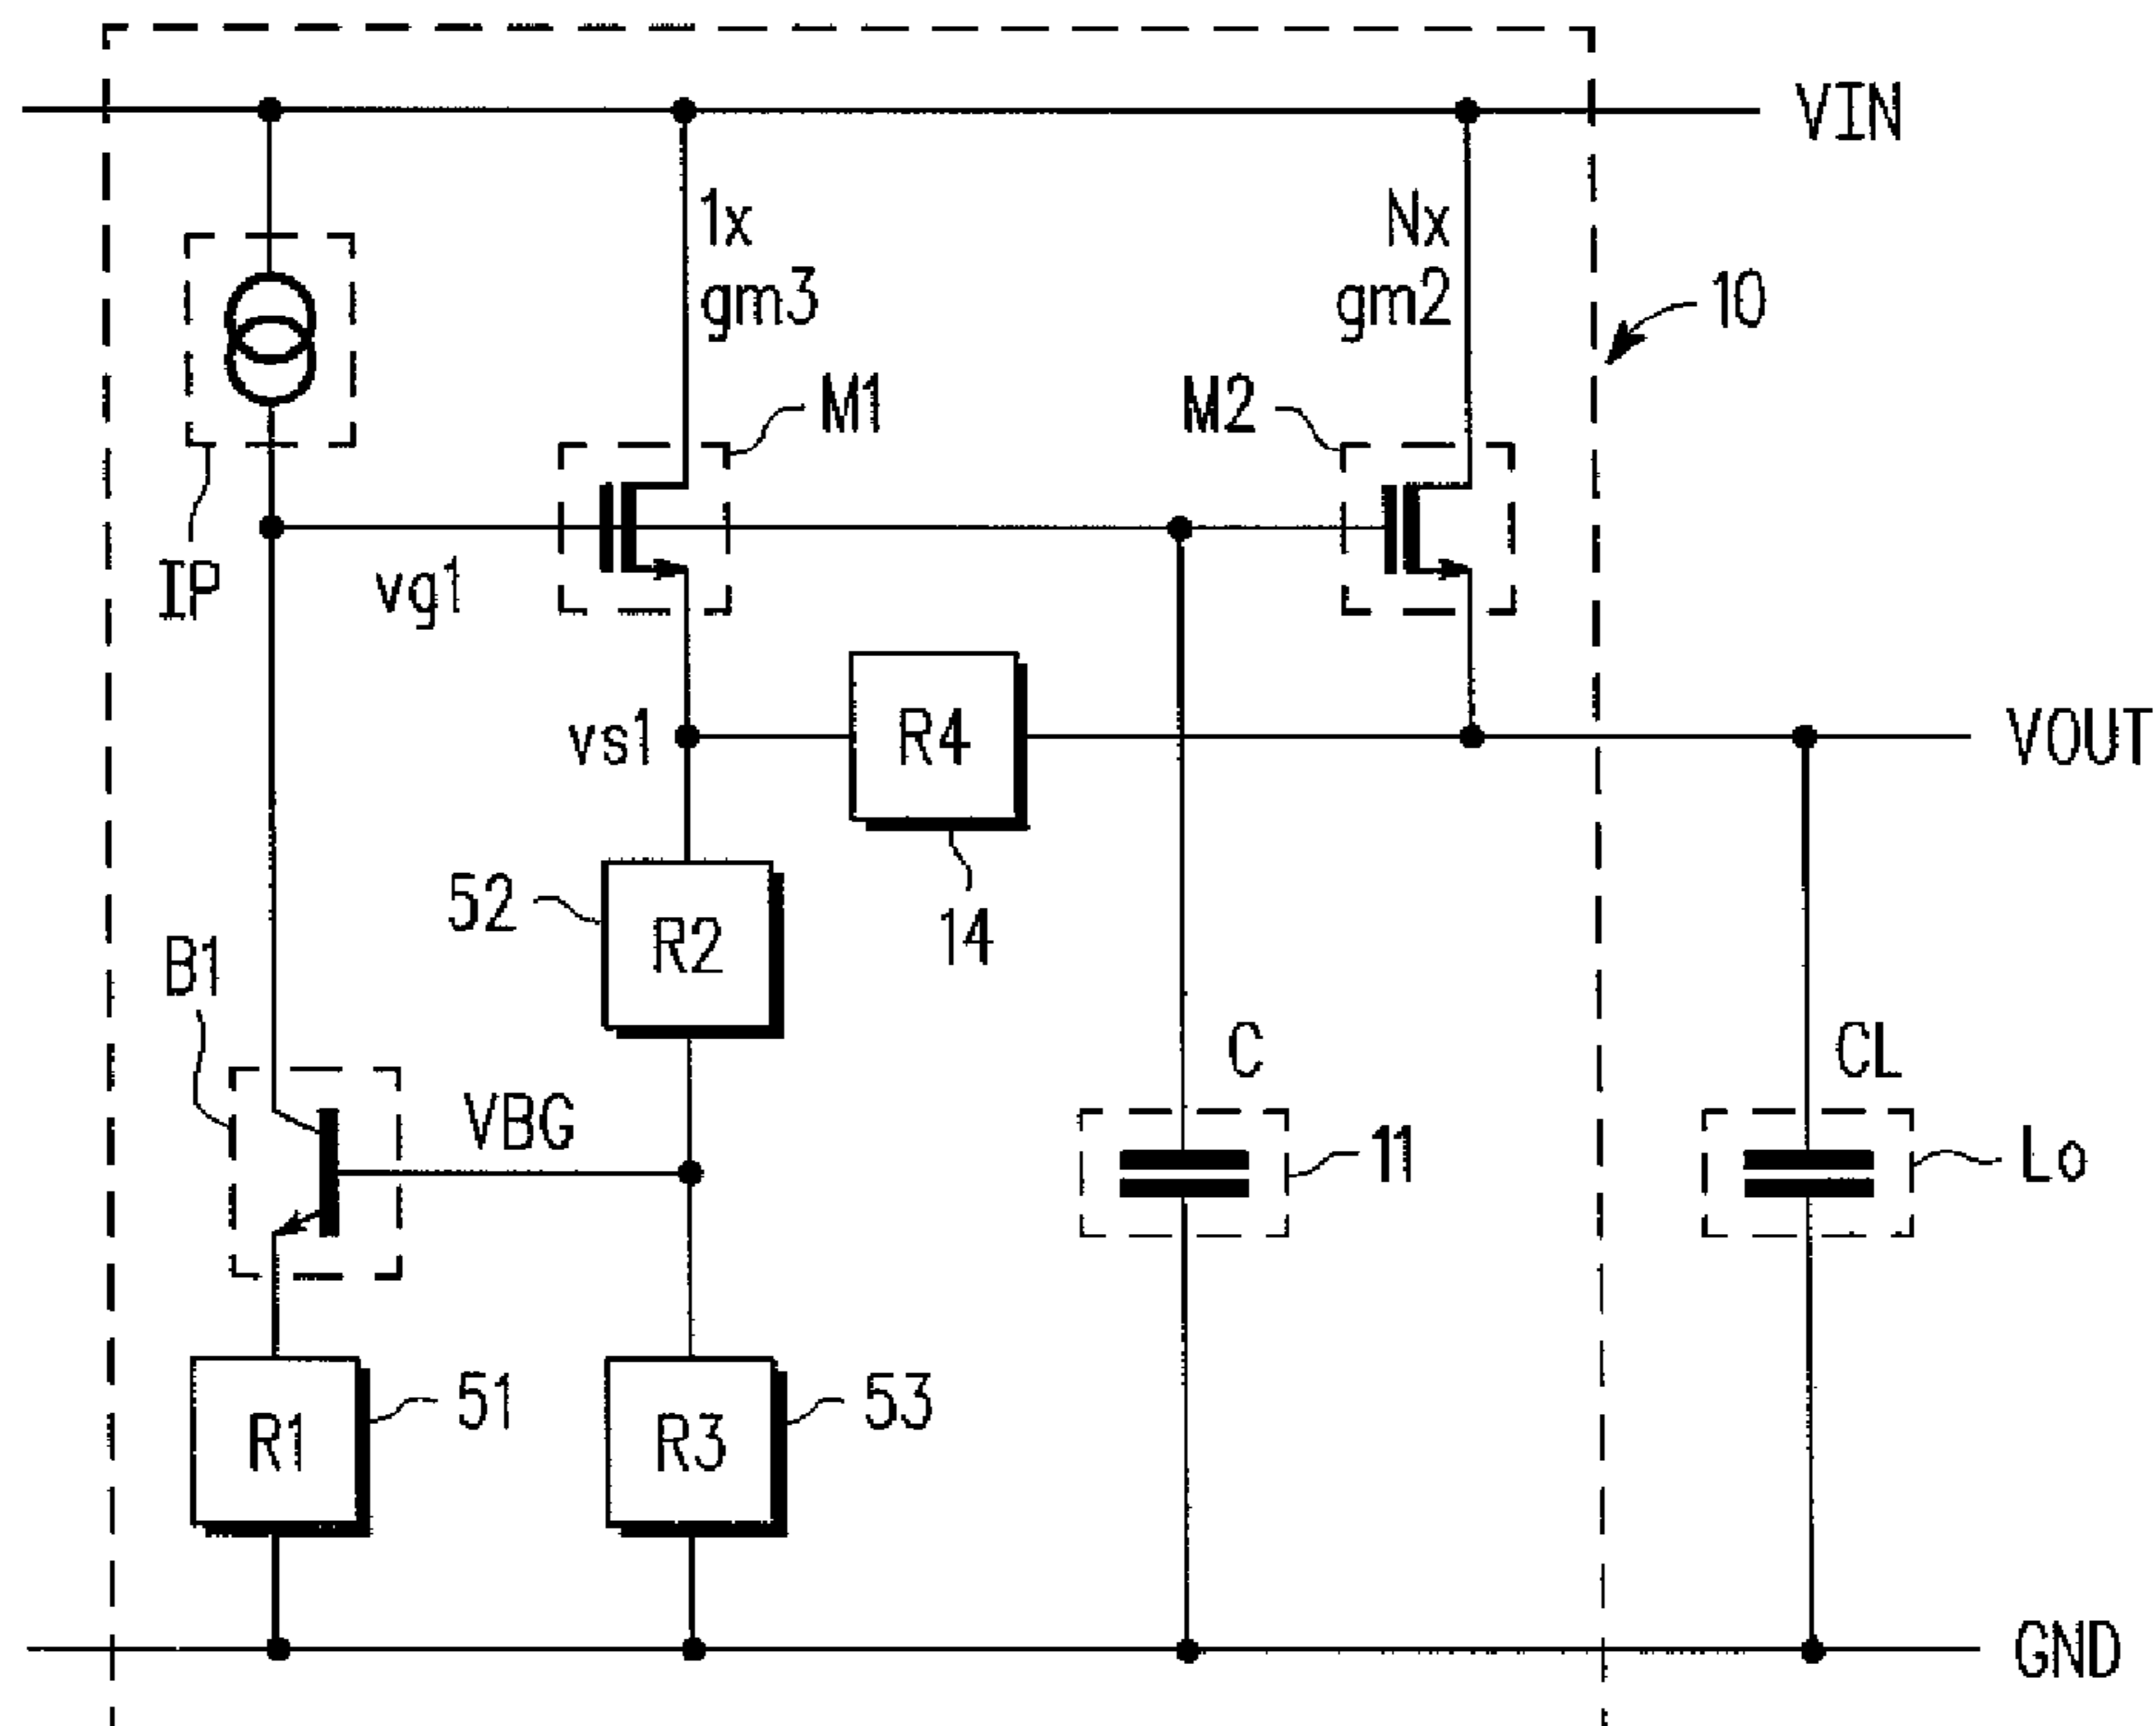 VIN
1x
gm3
Nx
gm2
10
M1
M2
IP
vg1
vs1
R4
VOUT
14
52
R2
B1
VBG
C
11
CL
Lo
R1
51
R3
53
GND